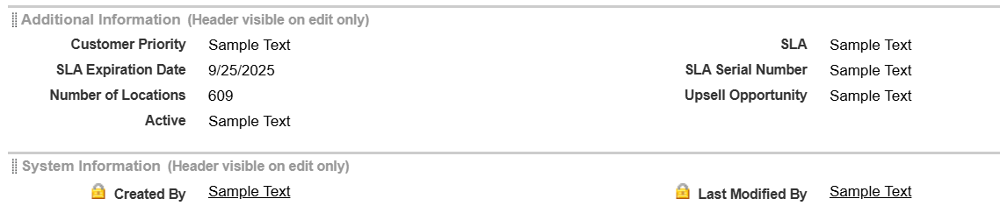 Additional Information (Header visible on edit only)
Customer Priority Sample Text SLA Sample Text
SLA Expiration Date 9/25/2025 SLA Serial Number Sample Text
Number of Locations 609 Upsell Opportunity Sample Text
Active Sample Text
System Information (Header visible on edit only)
Created By Sample Text Last Modified By Sample Text